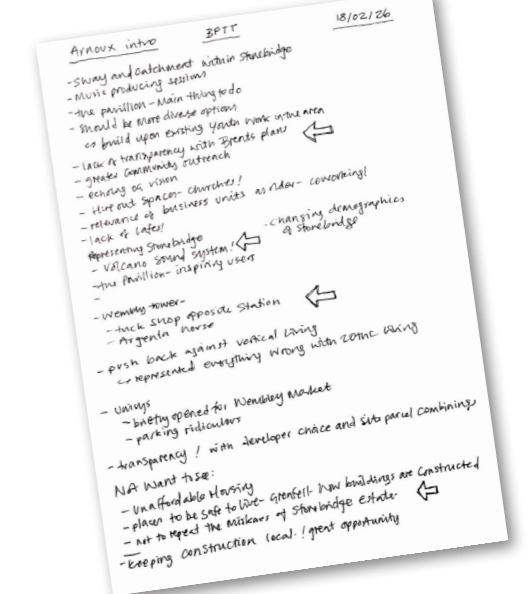 Arnoux intro BPTT 18/02/26
- Sway and Catchment within Stonebridge
- Music producing sessions
- the pavillion - Main thing to do
- Should be More diverse options
↳ build upon existing Youth Work in the area
- lack of transparency with Brents plans
- greater community outreach
- echoing OG vision
- Hire out spaces - churches!
- relevance of business units as rider - coworking!
- lack of cafes!
Representing Stonebridge
- changing demographics of Stonebridge
- Volcano Sound System!
- the Pavillion - inspiring users
-
- Wembly tower -
- tuck shop opposite Station
- Argenta house
- push back against vertical living
↳ represented everything wrong with 20thc living
- Unisys
- briefly opened for Wembley Market
- parking ridiculous
- transparency! with developer choice and site parcel combinings
NA Want to see:
- Unaffordable Housing
- places to be safe to live - Grenfell - How buildings are constructed
- not to repeat the Mistakes of Stonebridge estate.
- Keeping construction local. ! great opportunity